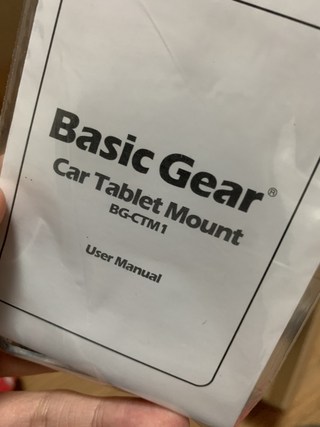 Basic Gear®
Car Tablet Mount
BG-CTM1
User Manual